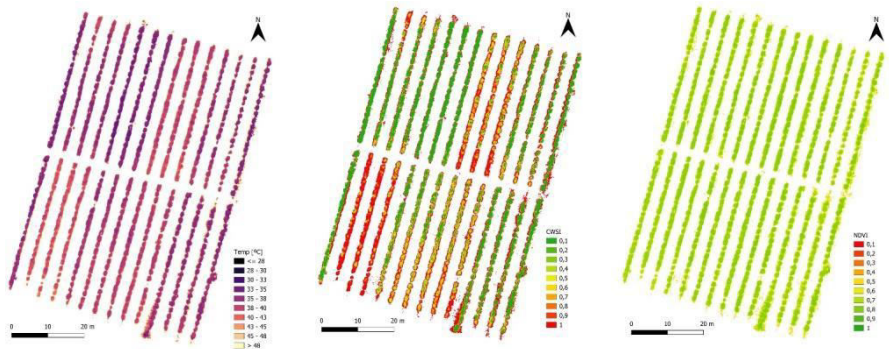 N
Temp (ºC)
<= 28
28 - 30
30 - 33
33 - 35
35 - 38
38 - 40
40 - 43
43 - 45
45 - 48
> 48
0 10 20 m
N
CWSI
0,1
0,2
0,3
0,4
0,5
0,6
0,7
0,8
0,9
1
0 10 20 m
N
NDVI
0,1
0,2
0,3
0,4
0,5
0,6
0,7
0,8
0,9
1
0 10 20 m